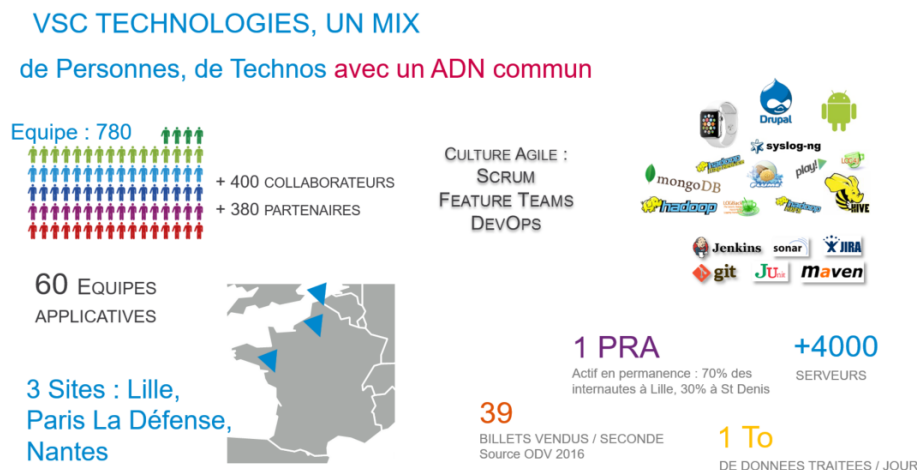 VSC TECHNOLOGIES, UN MIX
de Personnes, de Technos avec un ADN commun
Equipe : 780
+ 400 COLLABORATEURS
+ 380 PARTENAIRES
60 EQUIPES
APPLICATIVES
3 Sites : Lille,
Paris La Défense,
Nantes
CULTURE AGILE :
SCRUM
FEATURE TEAMS
DEVOPS
Drupal
syslog-ng
play!
mongoDB
hadoop
HIVE
Jenkins
sonar
JIRA
git
JUnit
maven
1 PRA
Actif en permanence : 70% des
internautes à Lille, 30% à St Denis
+4000
SERVEURS
39
BILLETS VENDUS / SECONDE
Source ODV 2016
1 To
DE DONNEES TRAITEES / JOUR